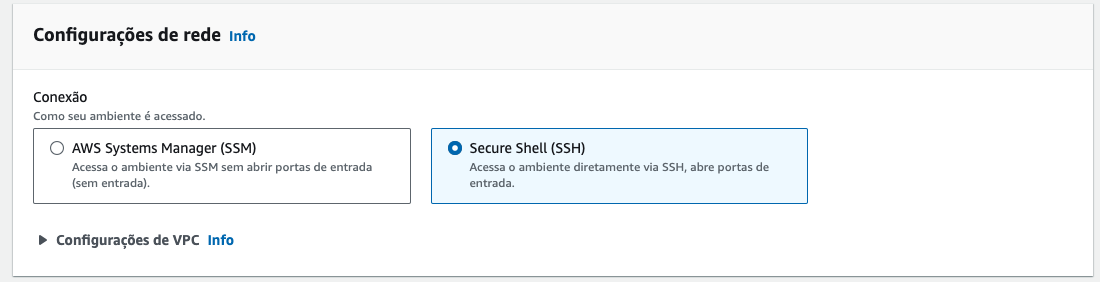 Configurações de rede Info
Conexão
Como seu ambiente é acessado.
AWS Systems Manager (SSM)
Acessa o ambiente via SSM sem abrir portas de entrada
(sem entrada).
Secure Shell (SSH)
Acessa o ambiente diretamente via SSH, abre portas de
entrada.
Configurações de VPC Info